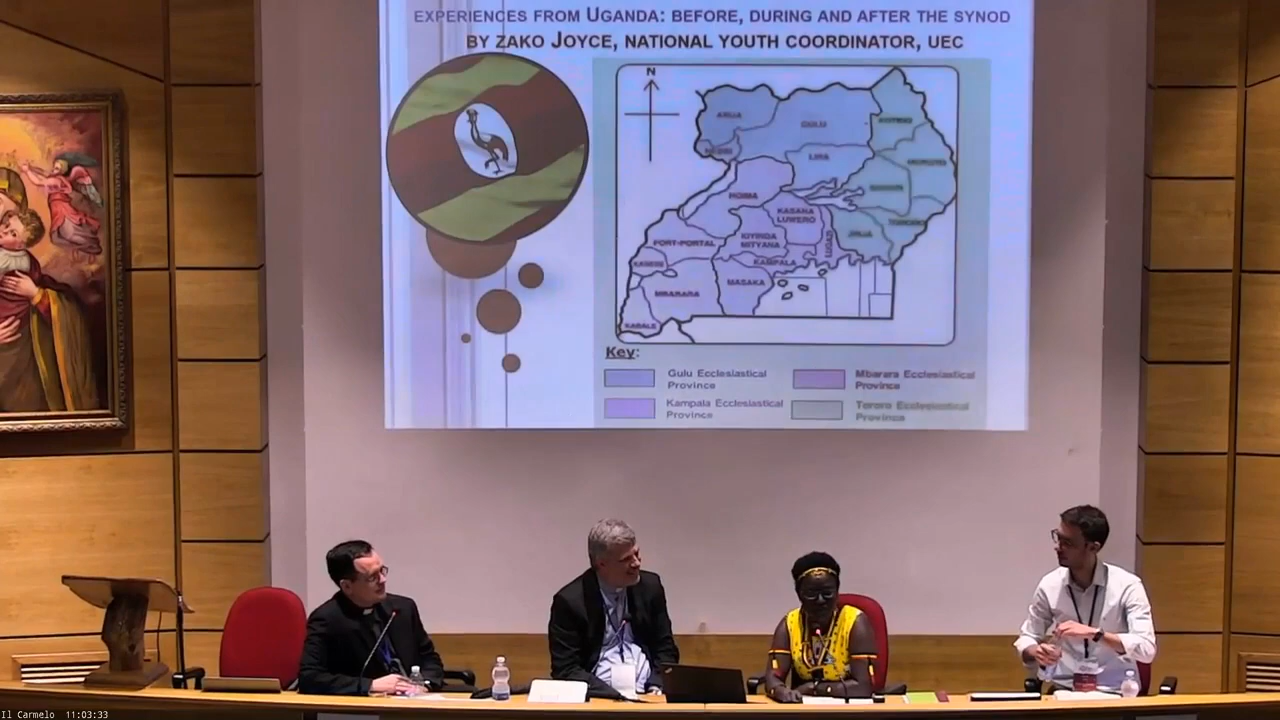 EXPERIENCES FROM UGANDA: BEFORE, DURING AND AFTER THE SYNOD
BY ZAKO JOYCE, NATIONAL YOUTH COORDINATOR, UEC
N
ARUA
GULU
KOTIDO
NEBBI
LIRA
MOROTO
HOIMA
SOROTI
KASANA
LUWERO
TORORO
JINJA
LUGAZI
FORT-PORTAL
KIYINDA
MITYANA
KASESE
KAMPALA
MASAKA
MBARARA
KABALE
Key:
Gulu Ecclesiastical
Province
Mbarara Ecclesiastical
Province
Kampala Ecclesiastical
Province
Tororo Ecclesiastical
Province
Il Carmelo 11:03:33